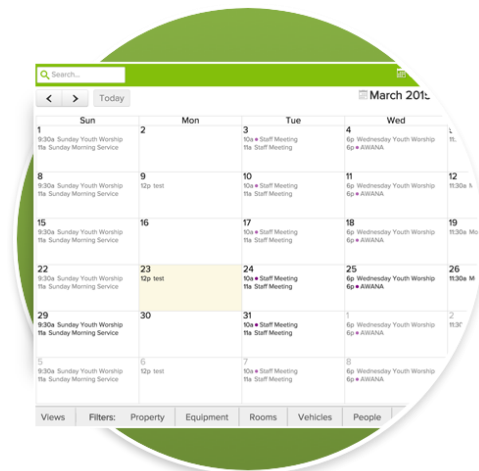 Search...
Today
March 2015
Sun Mon Tue Wed
1 2 3 4
9:30a Sunday Youth Worship 10a • Staff Meeting 6p Wednesday Youth Worship
11a Sunday Morning Service 11a Staff Meeting 6p • AWANA
8 9 10 11 12
9:30a Sunday Youth Worship 12p test 10a • Staff Meeting 6p Wednesday Youth Worship 11:30a
11a Sunday Morning Service 11a Staff Meeting 6p • AWANA
15 16 17 18 19
9:30a Sunday Youth Worship 10a • Staff Meeting 6p Wednesday Youth Worship 11:30a Mo
11a Sunday Morning Service 11a Staff Meeting 6p • AWANA
22 23 24 25 26
9:30a Sunday Youth Worship 12p test 10a • Staff Meeting 6p Wednesday Youth Worship 11:30a M
11a Sunday Morning Service 11a Staff Meeting 6p • AWANA
29 30 31 1 2
9:30a Sunday Youth Worship 10a • Staff Meeting 6p Wednesday Youth Worship
11a Sunday Morning Service 11a Staff Meeting 6p • AWANA
5 6 7 8
9:30a Sunday Youth Worship 12p test 10a • Staff Meeting 6p Wednesday Youth Worship
11a Sunday Morning Service 11a Staff Meeting 6p • AWANA
Views Filters: Property Equipment Rooms Vehicles People